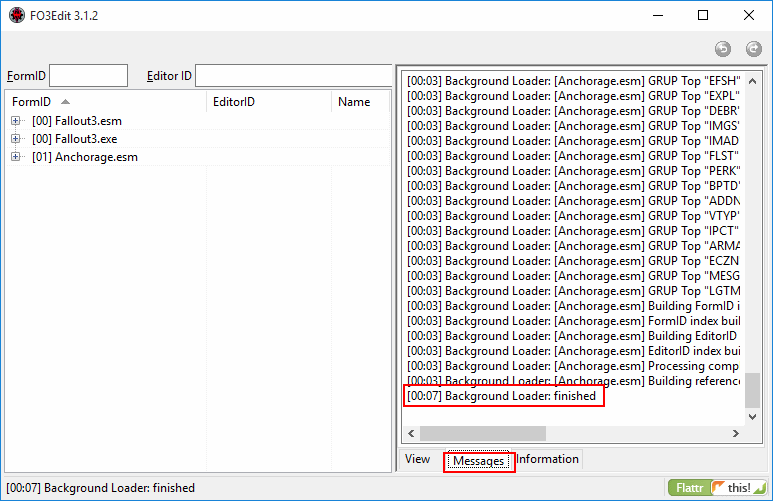 FO3Edit 3.1.2
FormID
Editor ID
FormID EditorID Name
[00] Fallout3.esm
[00] Fallout3.exe
[01] Anchorage.esm
[00:03] Background Loader: [Anchorage.esm] GRUP Top "EFSH"
[00:03] Background Loader: [Anchorage.esm] GRUP Top "EXPL"
[00:03] Background Loader: [Anchorage.esm] GRUP Top "DEBR"
[00:03] Background Loader: [Anchorage.esm] GRUP Top "IMGS"
[00:03] Background Loader: [Anchorage.esm] GRUP Top "IMAD
[00:03] Background Loader: [Anchorage.esm] GRUP Top "FLST"
[00:03] Background Loader: [Anchorage.esm] GRUP Top "PERK"
[00:03] Background Loader: [Anchorage.esm] GRUP Top "BPTD"
[00:03] Background Loader: [Anchorage.esm] GRUP Top "ADDN
[00:03] Background Loader: [Anchorage.esm] GRUP Top "VTYP"
[00:03] Background Loader: [Anchorage.esm] GRUP Top "IPCT"
[00:03] Background Loader: [Anchorage.esm] GRUP Top "ARMA
[00:03] Background Loader: [Anchorage.esm] GRUP Top "ECZN
[00:03] Background Loader: [Anchorage.esm] GRUP Top "MESG
[00:03] Background Loader: [Anchorage.esm] GRUP Top "LGTM
[00:03] Background Loader: [Anchorage.esm] Building FormID i
[00:03] Background Loader: [Anchorage.esm] FormID index buil
[00:03] Background Loader: [Anchorage.esm] Building EditorID
[00:03] Background Loader: [Anchorage.esm] EditorID index bui
[00:03] Background Loader: [Anchorage.esm] Processing comp
[00:03] Background Loader: [Anchorage.esm] Building reference
[00:07] Background Loader: finished
View Messages Information
[00:07] Background Loader: finished
Flattr this!